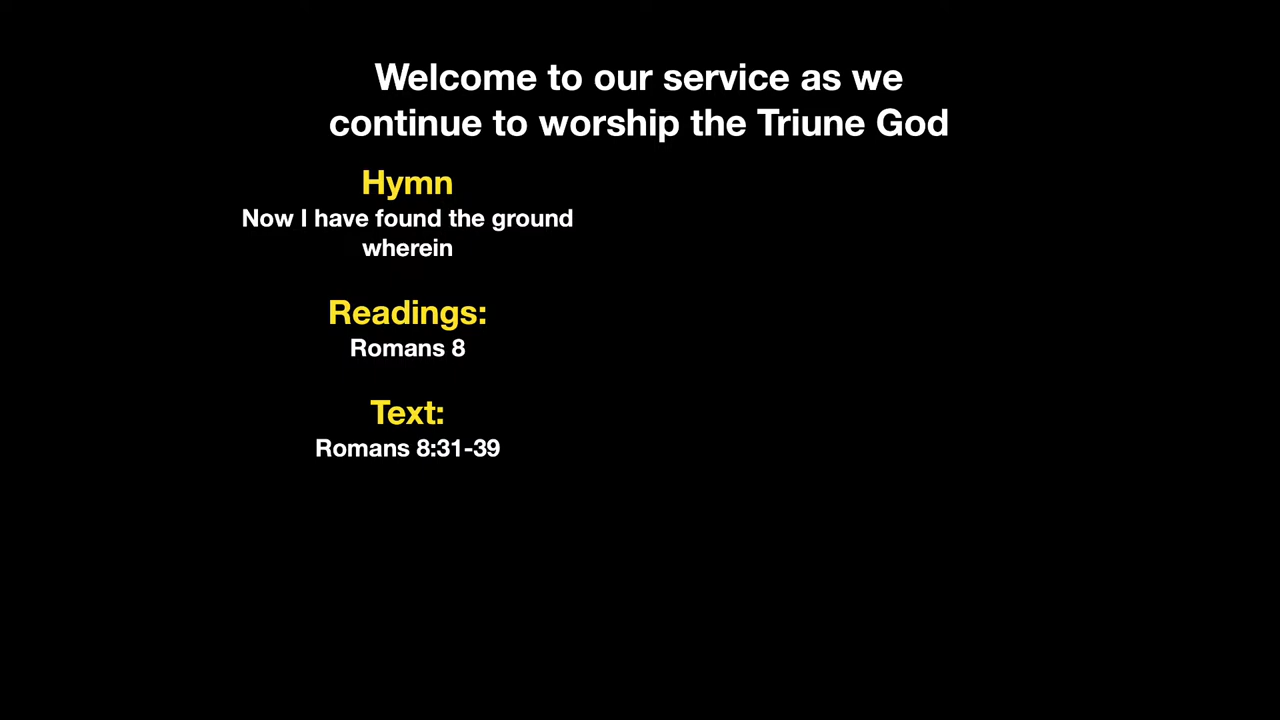 Welcome to our service as we
continue to worship the Triune God
Hymn
Now I have found the ground
wherein
Readings:
Romans 8
Text:
Romans 8:31-39